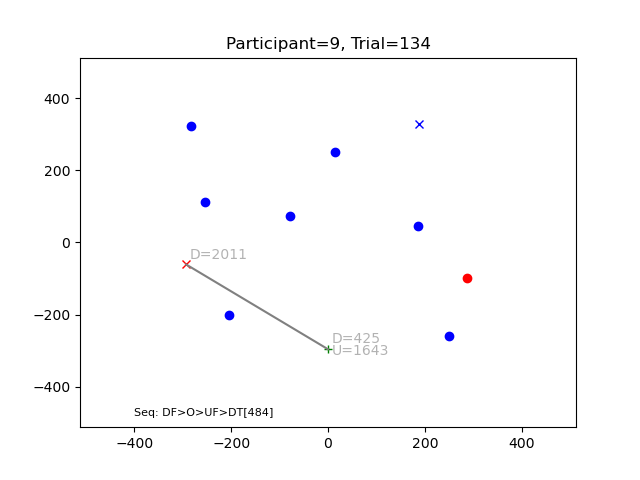 Participant=9, Trial=134
400
200
0
−200
−400
D=2011
D=425
U=1643
Seq: DF>O>UF>DT[484]
−400 −200 0 200 400